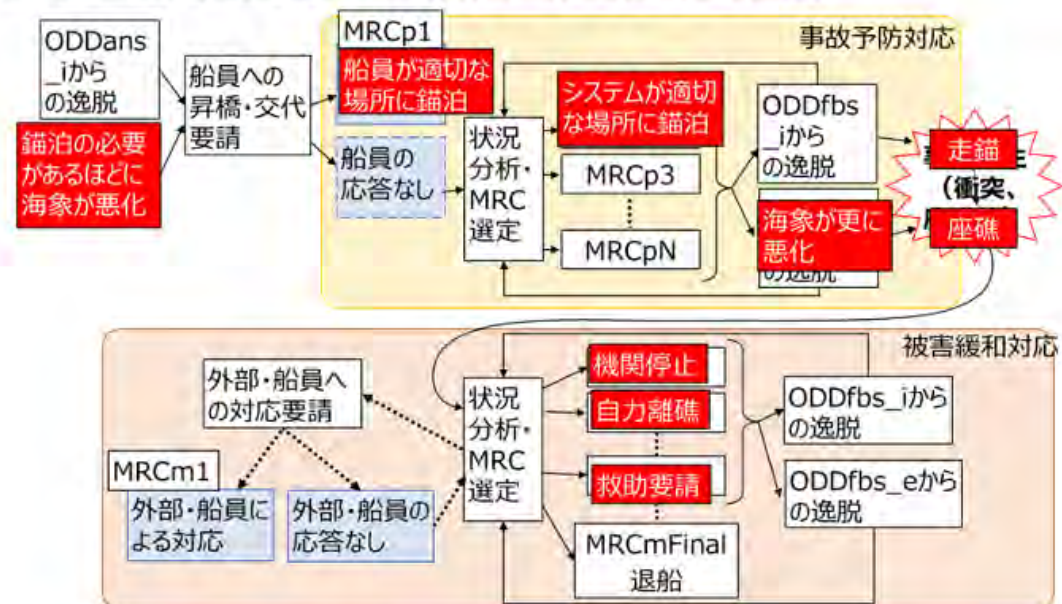 事故予防対応
ODDans
_iから
の逸脱
錨泊の必要
があるほどに
海象が悪化
船員への
昇橋・交代
要請
MRCp1
船員が適切な
場所に錨泊
船員の
応答なし
状況
分析・
MRC
選定
システムが適切
な場所に錨泊
MRCp3
MRCpN
ODDfbs
_iから
の逸脱
海象が更に
悪化
の逸脱
走錨
(衝突、
座礁
被害緩和対応
外部・船員へ
の対応要請
MRCm1
外部・船員に
よる対応
外部・船員の
応答なし
状況
分析・
MRC
選定
機関停止
自力離礁
救助要請
MRCmFinal
退船
ODDfbs_iから
の逸脱
ODDfbs_eから
の逸脱